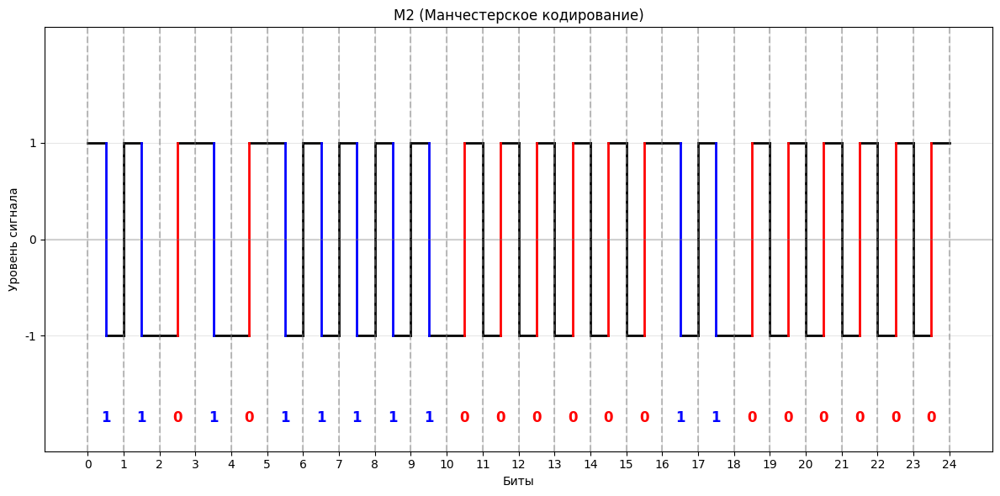 M2 (Манчестерское кодирование)
Уровень сигнала
1
0
-1
1 1 0 1 0 1 1 1 1 1 0 0 0 0 0 0 1 1 0 0 0 0 0 0
0 1 2 3 4 5 6 7 8 9 10 11 12 13 14 15 16 17 18 19 20 21 22 23 24
Биты